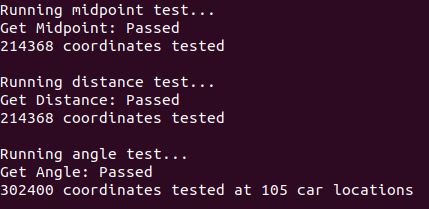 Running midpoint test...
Get Midpoint: Passed
214368 coordinates tested
Running distance test...
Get Distance: Passed
214368 coordinates tested
Running angle test...
Get Angle: Passed
302400 coordinates tested at 105 car locations